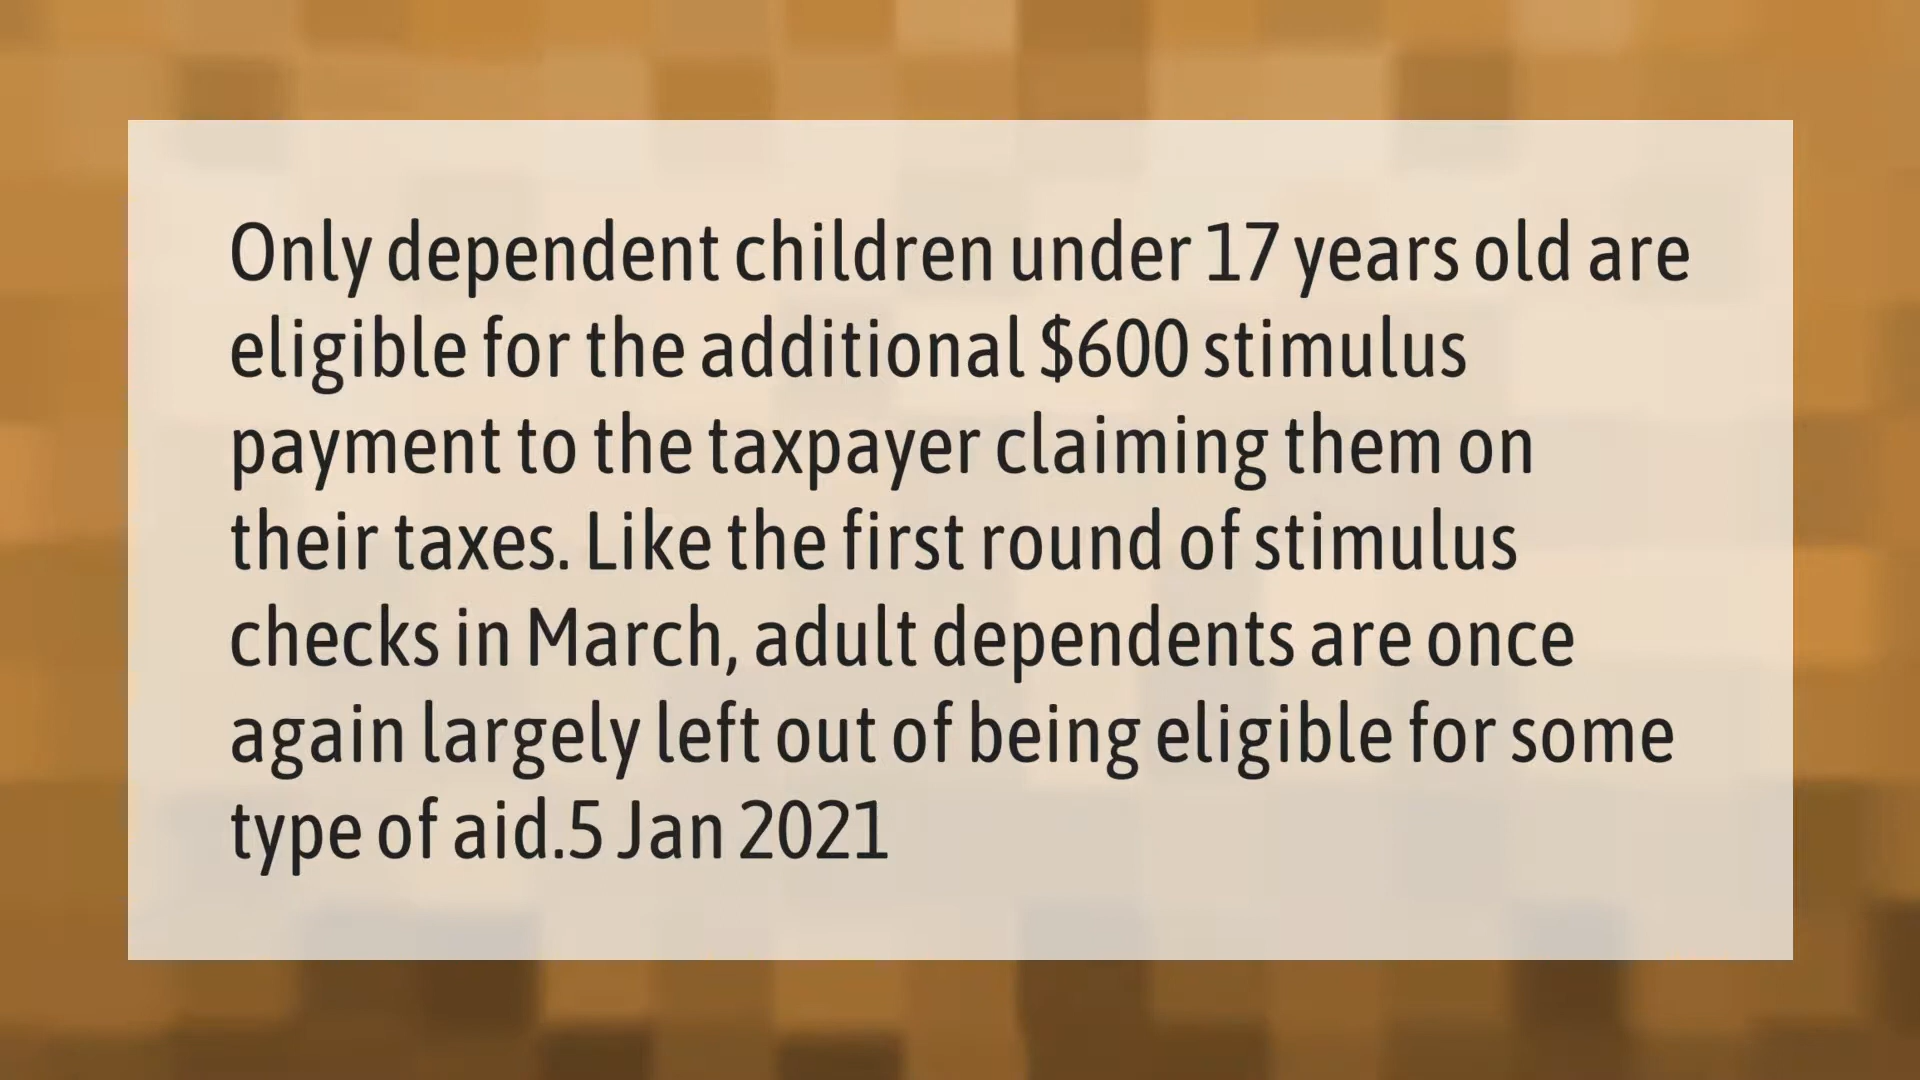 Only dependent children under 17 years old are
eligible for the additional $600 stimulus
payment to the taxpayer claiming them on
their taxes. Like the first round of stimulus
checks in March, adult dependents are once
again largely left out of being eligible for some
type of aid.5 Jan 2021